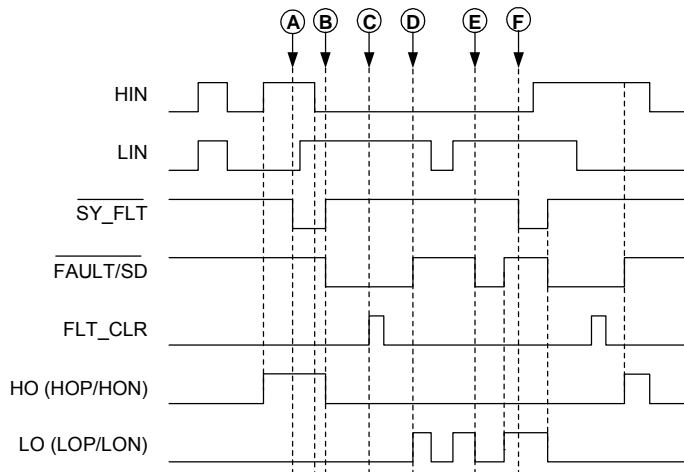 A B C D E F
HIN
LIN
SY_FLT
FAULT/SD
FLT_CLR
HO (HOP/HON)
LO (LOP/LON)